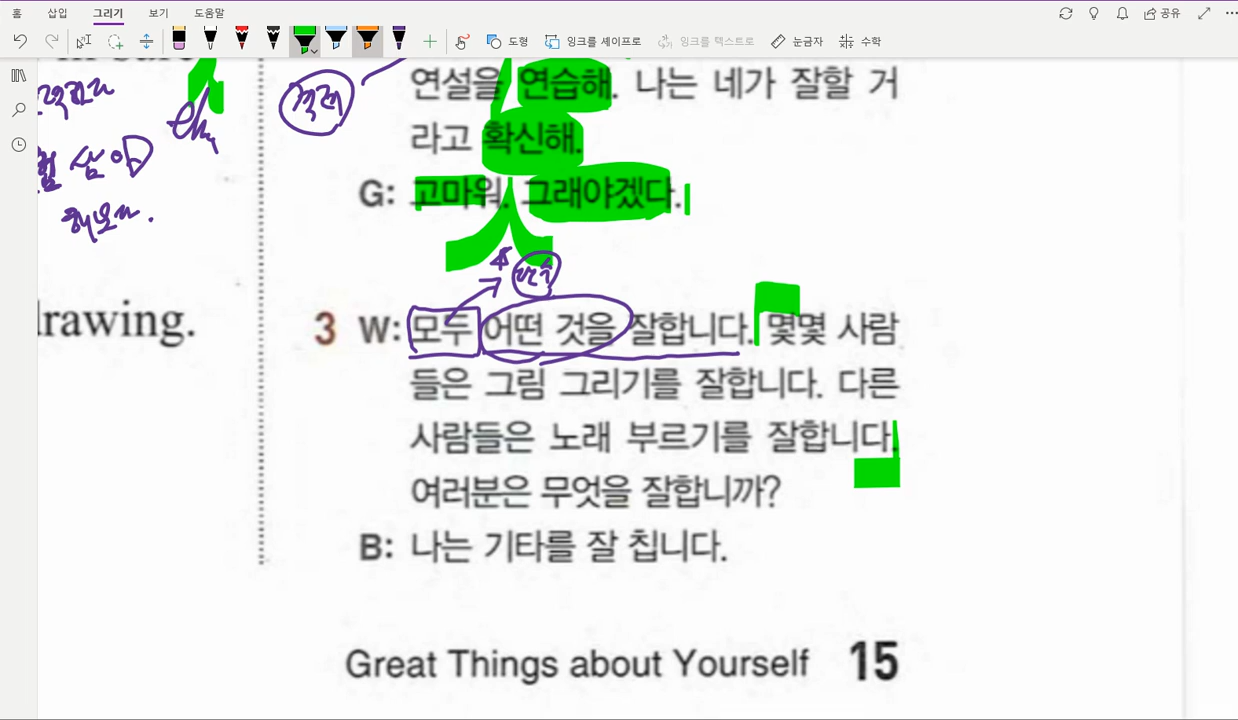 홈 삽입 그리기 보기 도움말
공유
도형 잉크를 셰이프로 잉크를 텍스트로 눈금자 수학
연설을 연습해. 나는 네가 잘할 거
라고 확신해.
G: 고마워. 그래야겠다.
해보다.
단수
rawing.
3 W: 모두 어떤 것을 잘합니다. 몇몇 사람
들은 그림 그리기를 잘합니다. 다른
사람들은 노래 부르기를 잘합니다.
여러분은 무엇을 잘합니까?
B: 나는 기타를 잘 칩니다.
Great Things about Yourself 15